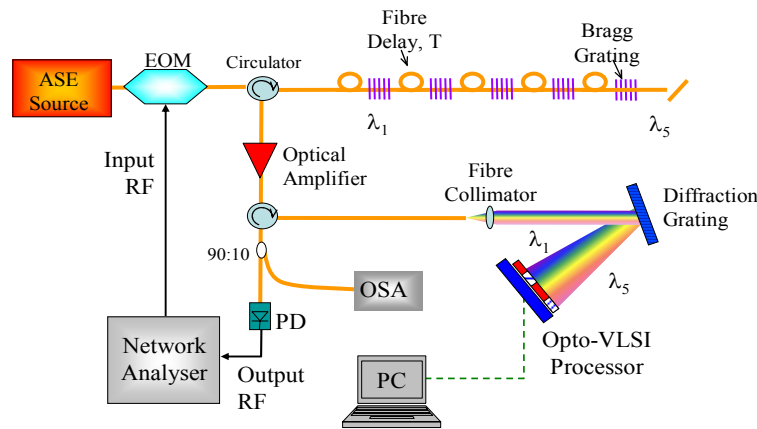 ASE
Source
EOM
Circulator
Fibre
Delay, T
Bragg
Grating
λ1
λ5
Input
RF
Optical
Amplifier
Fibre
Collimator
Diffraction
Grating
λ1
λ5
90:10
OSA
PD
Opto-VLSI
Processor
Network
Analyser
Output
RF
PC